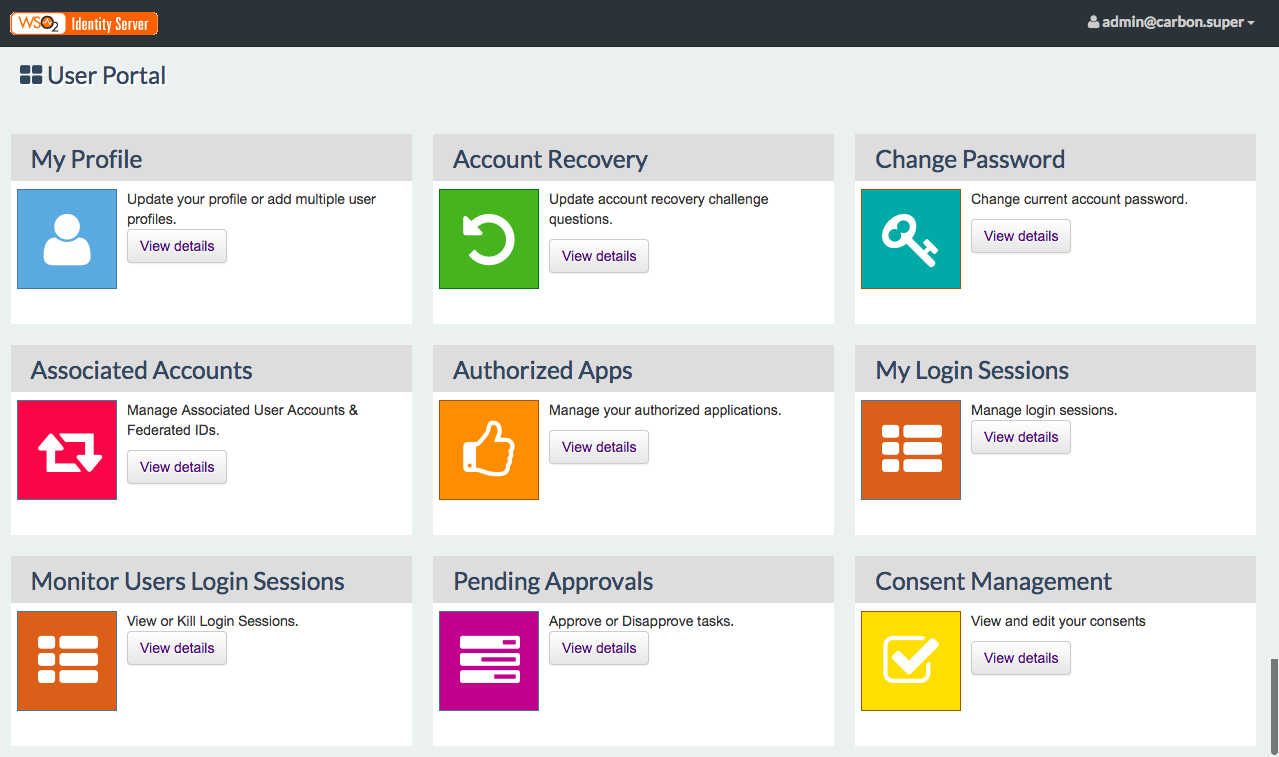 WSO2 Identity Server
admin@carbon.super
User Portal
My Profile
Update your profile or add multiple user
profiles.
View details
Account Recovery
Update account recovery challenge
questions.
View details
Change Password
Change current account password.
View details
Associated Accounts
Manage Associated User Accounts &
Federated IDs.
View details
Authorized Apps
Manage your authorized applications.
View details
My Login Sessions
Manage login sessions.
View details
Monitor Users Login Sessions
View or Kill Login Sessions.
View details
Pending Approvals
Approve or Disapprove tasks.
View details
Consent Management
View and edit your consents
View details